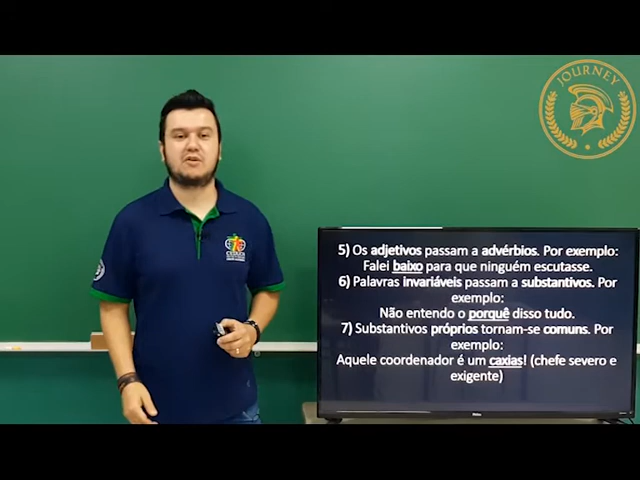 JOURNEY
5) Os adjetivos passam a advérbios. Por exemplo:
Falei baixo para que ninguém escutasse.
6) Palavras invariáveis passam a substantivos. Por
exemplo:
Não entendo o porquê disso tudo.
7) Substantivos próprios tornam-se comuns. Por
exemplo:
Aquele coordenador é um caxias! (chefe severo e
exigente)